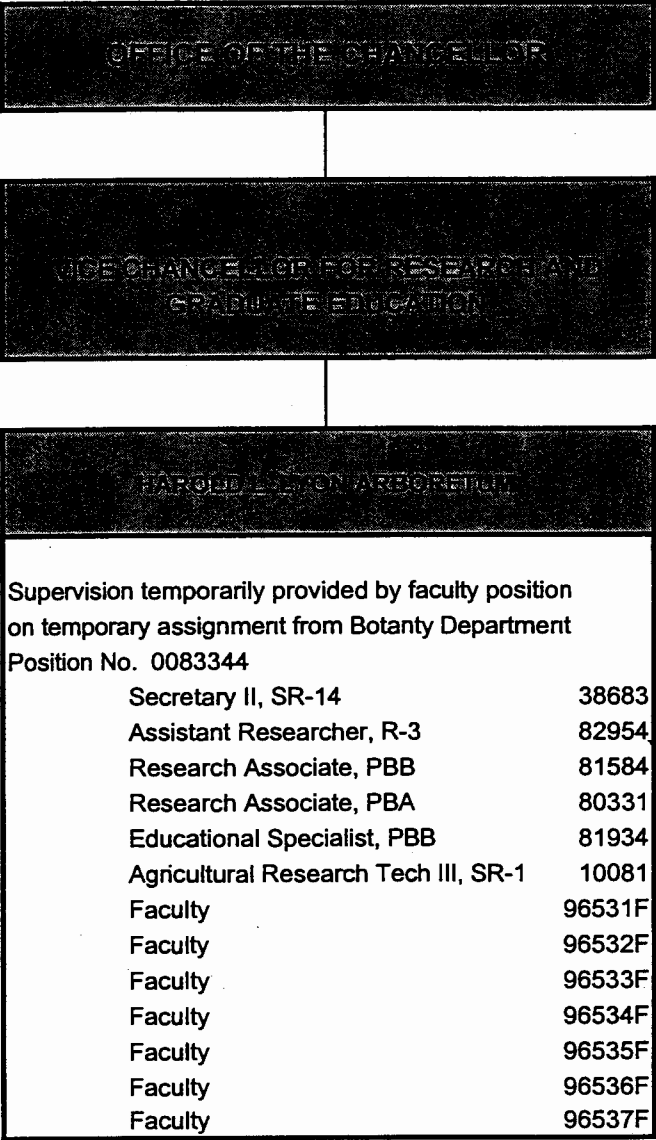 OFFICE OF THE CHANCELLOR
VICE CHANCELLOR FOR RESEARCH AND
GRADUATE EDUCATION
HAROLD L. LYON ARBORETUM
Supervision temporarily provided by faculty position
on temporary assignment from Botanty Department
Position No. 0083344
Secretary II, SR-14 38683
Assistant Researcher, R-3 82954
Research Associate, PBB 81584
Research Associate, PBA 80331
Educational Specialist, PBB 81934
Agricultural Research Tech III, SR-1 10081
Faculty 96531F
Faculty 96532F
Faculty 96533F
Faculty 96534F
Faculty 96535F
Faculty 96536F
Faculty 96537F